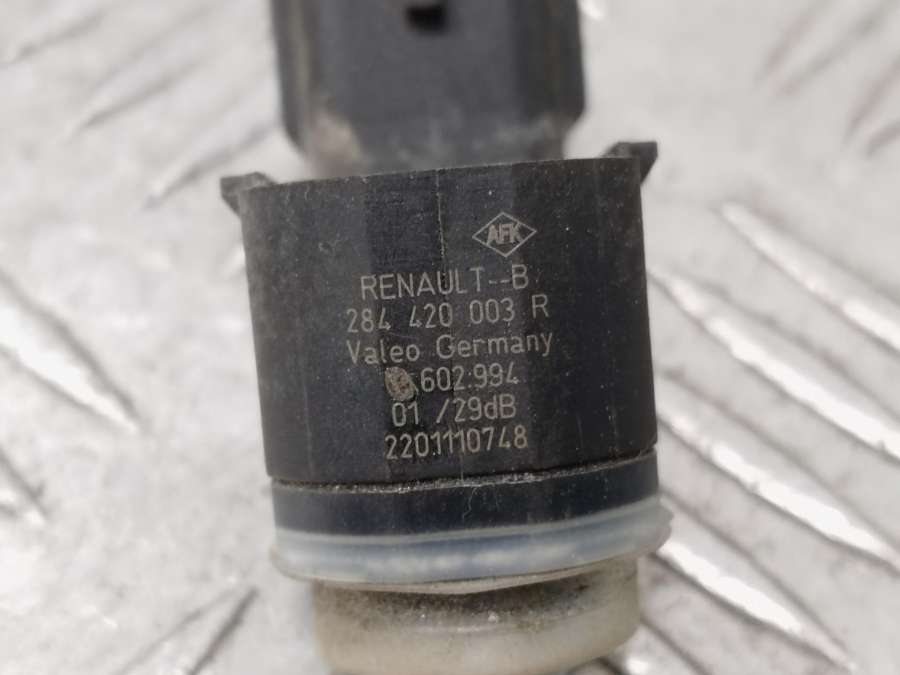 AFK
RENAULT--B
284 420 003 R
Valeo Germany
602.994
01 /29dB
2201110748